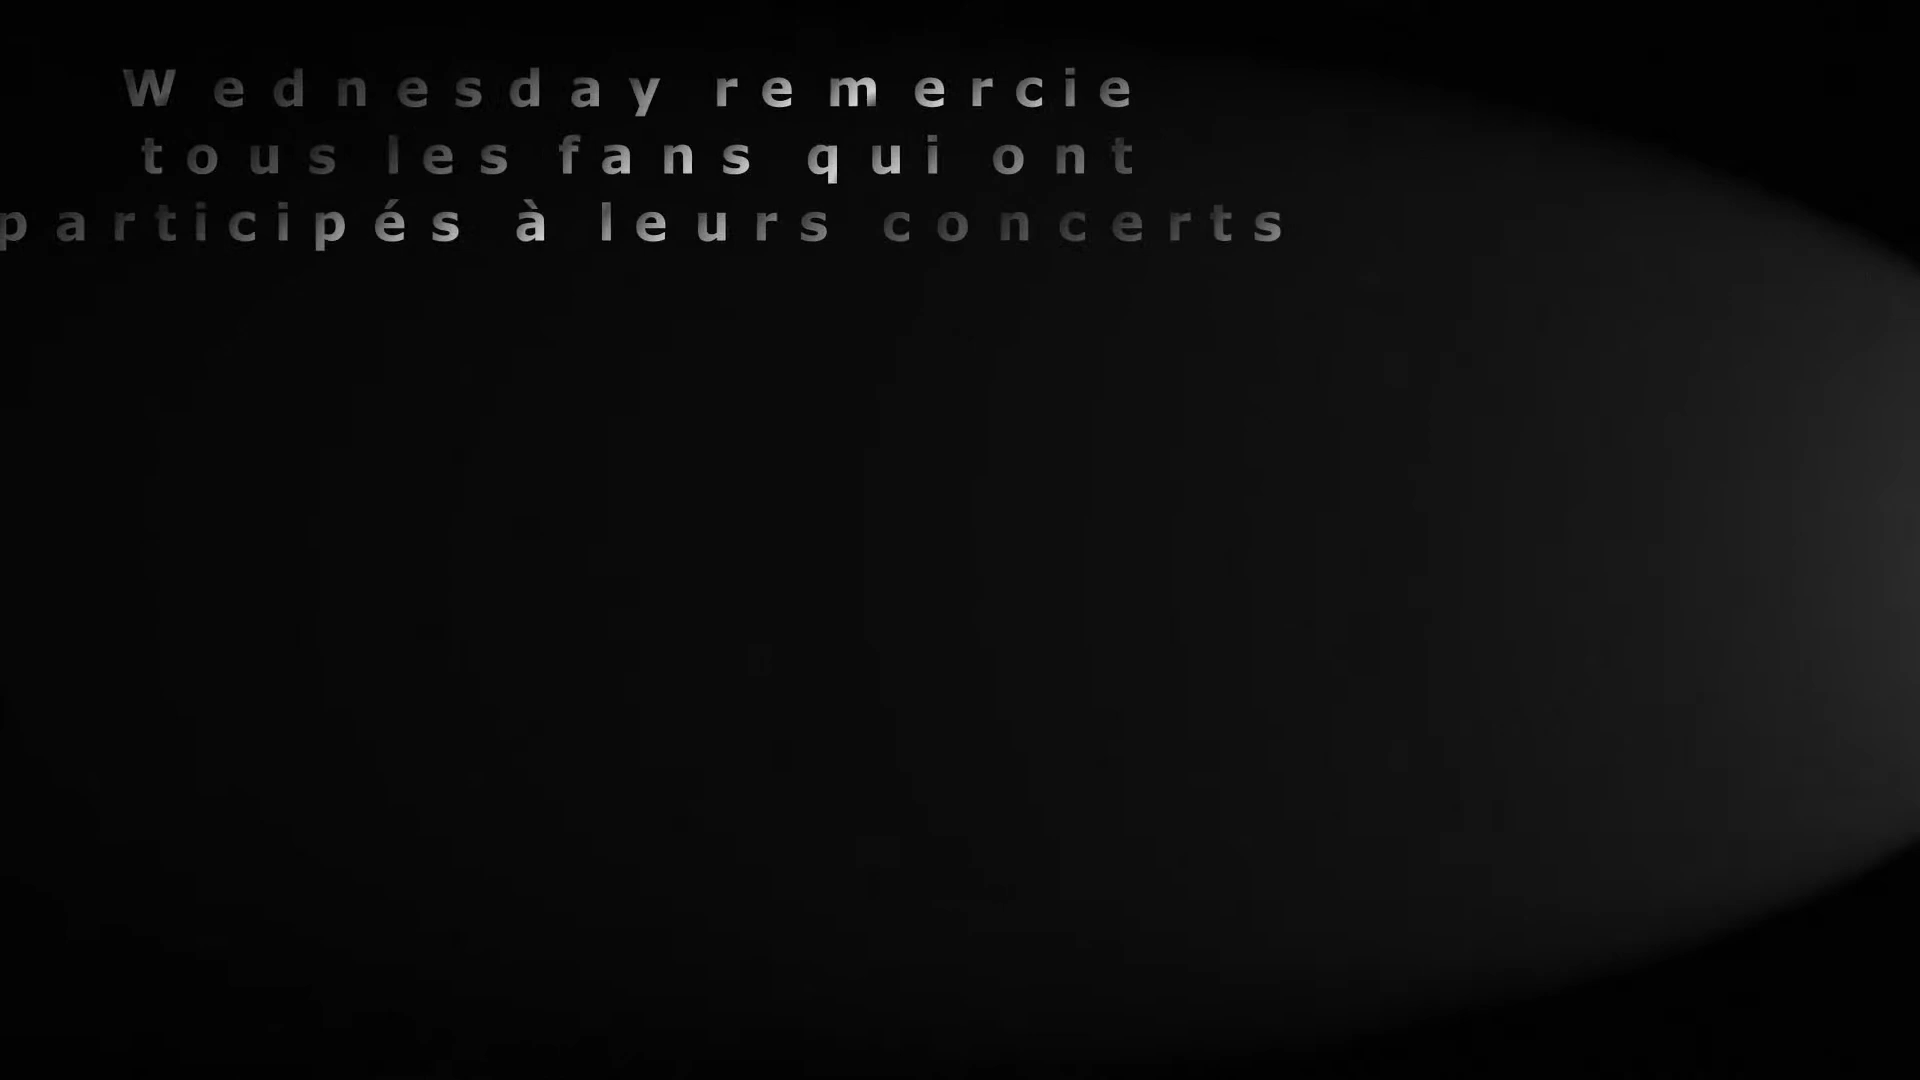 Wednesday remercie
tous les fans qui ont
participés à leurs concerts